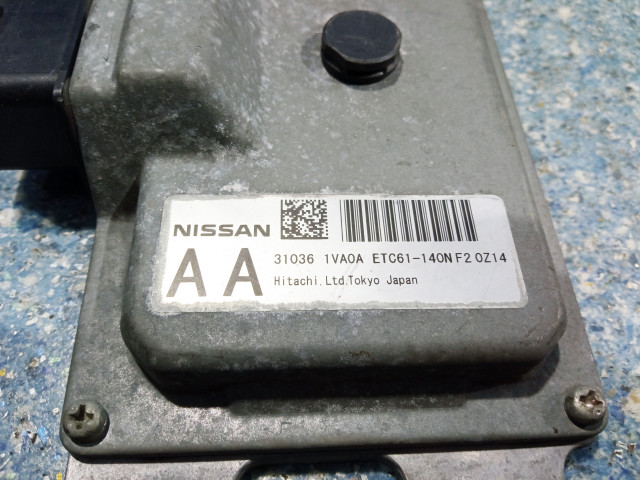 NISSAN
AA 31036 1VA0A ETC61-140N F2 0Z14
Hitachi.Ltd.Tokyo Japan